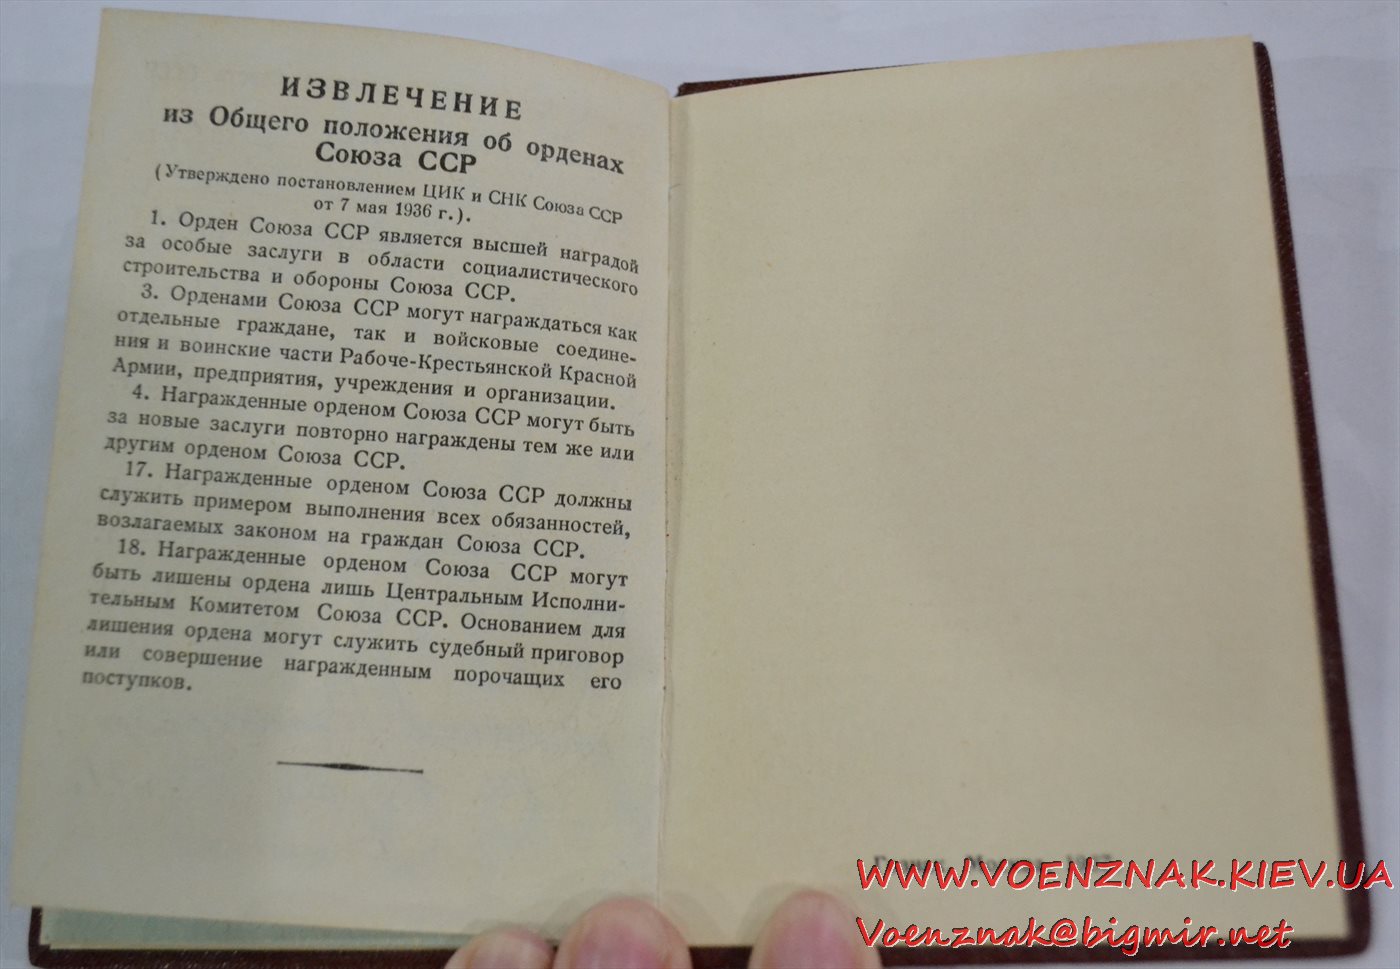 ИЗВЛЕЧЕНИЕ
из Общего положения об орденах
Союза ССР
(Утверждено постановлением ЦИК и СНК Союза ССР
от 7 мая 1936 г.).
1. Орден Союза ССР является высшей наградой
за особые заслуги в области социалистического
строительства и обороны Союза ССР.
3. Орденами Союза ССР могут награждаться как
отдельные граждане, так и войсковые соедине-
ния и воинские части Рабоче-Крестьянской Красной
Армии, предприятия, учреждения и организации.
4. Награжденные орденом Союза ССР могут быть
за новые заслуги повторно награждены тем же или
другим орденом Союза ССР.
17. Награжденные орденом Союза ССР должны
служить примером выполнения всех обязанностей,
возлагаемых законом на граждан Союза ССР.
18. Награжденные орденом Союза ССР могут
быть лишены ордена лишь Центральным Исполни-
тельным Комитетом Союза ССР. Основанием для
лишения ордена могут служить судебный приговор
или совершение награжденным порочащих его
поступков.
WWW.VOENZNAK.KIEV.UA
Voenznak@bigmir.net